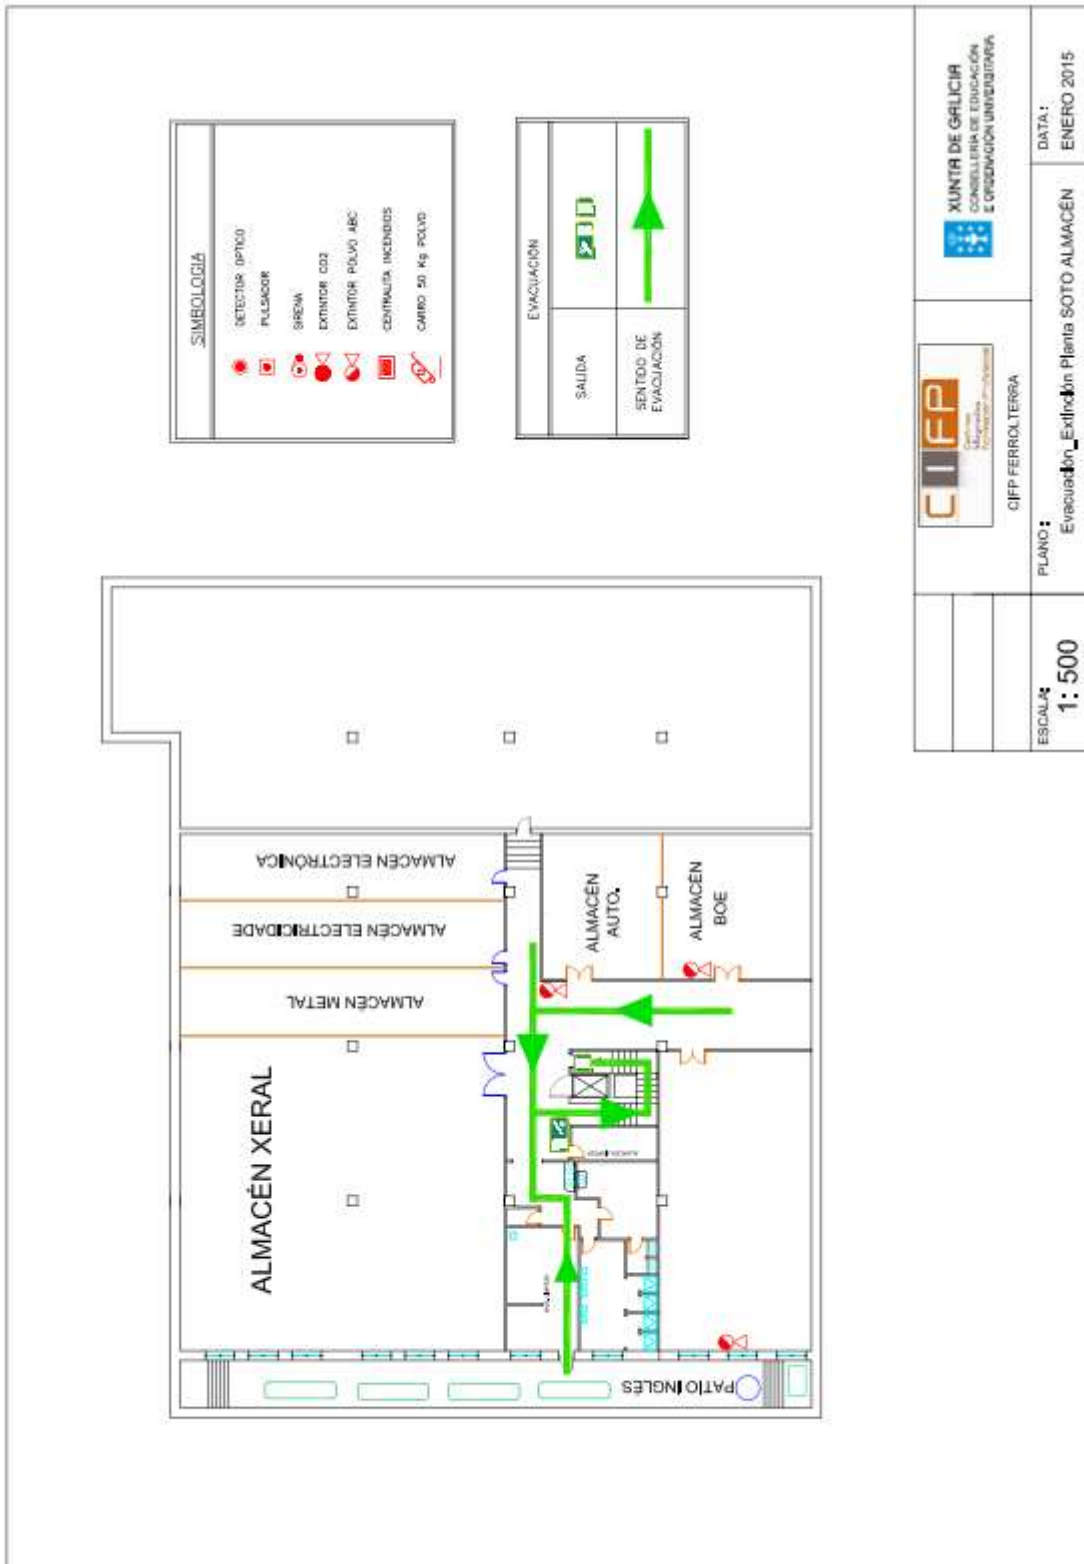 SIMBOLOGIA
DETECTOR OPTICO
PULSADOR
SIRENA
EXTINTOR CO2
EXTINTOR POLVO ABC
CENTRALITA INCENDIOS
CARRO 50 Kg POLVO
EVACUACIÓN
SALIDA
SENTIDO DE
EVACUACIÓN
ALMACÉN ELECTRÓNICA
ALMACÉN ELECTRICIDADE
ALMACÉN METAL
ALMACÉN XERAL
ALMACÉN
AUTO.
ALMACÉN
BOE
PATIO INGLÉS
XUNTA DE GALICIA
CONSELLERÍA DE EDUCACIÓN
E ORDENACIÓN UNIVERSITARIA
CIFP
CIFP FERROLTERRA
ESCALA:
1: 500
PLANO:
Evacuación_Extinción Planta SOTO ALMACÉN
DATA:
ENERO 2015